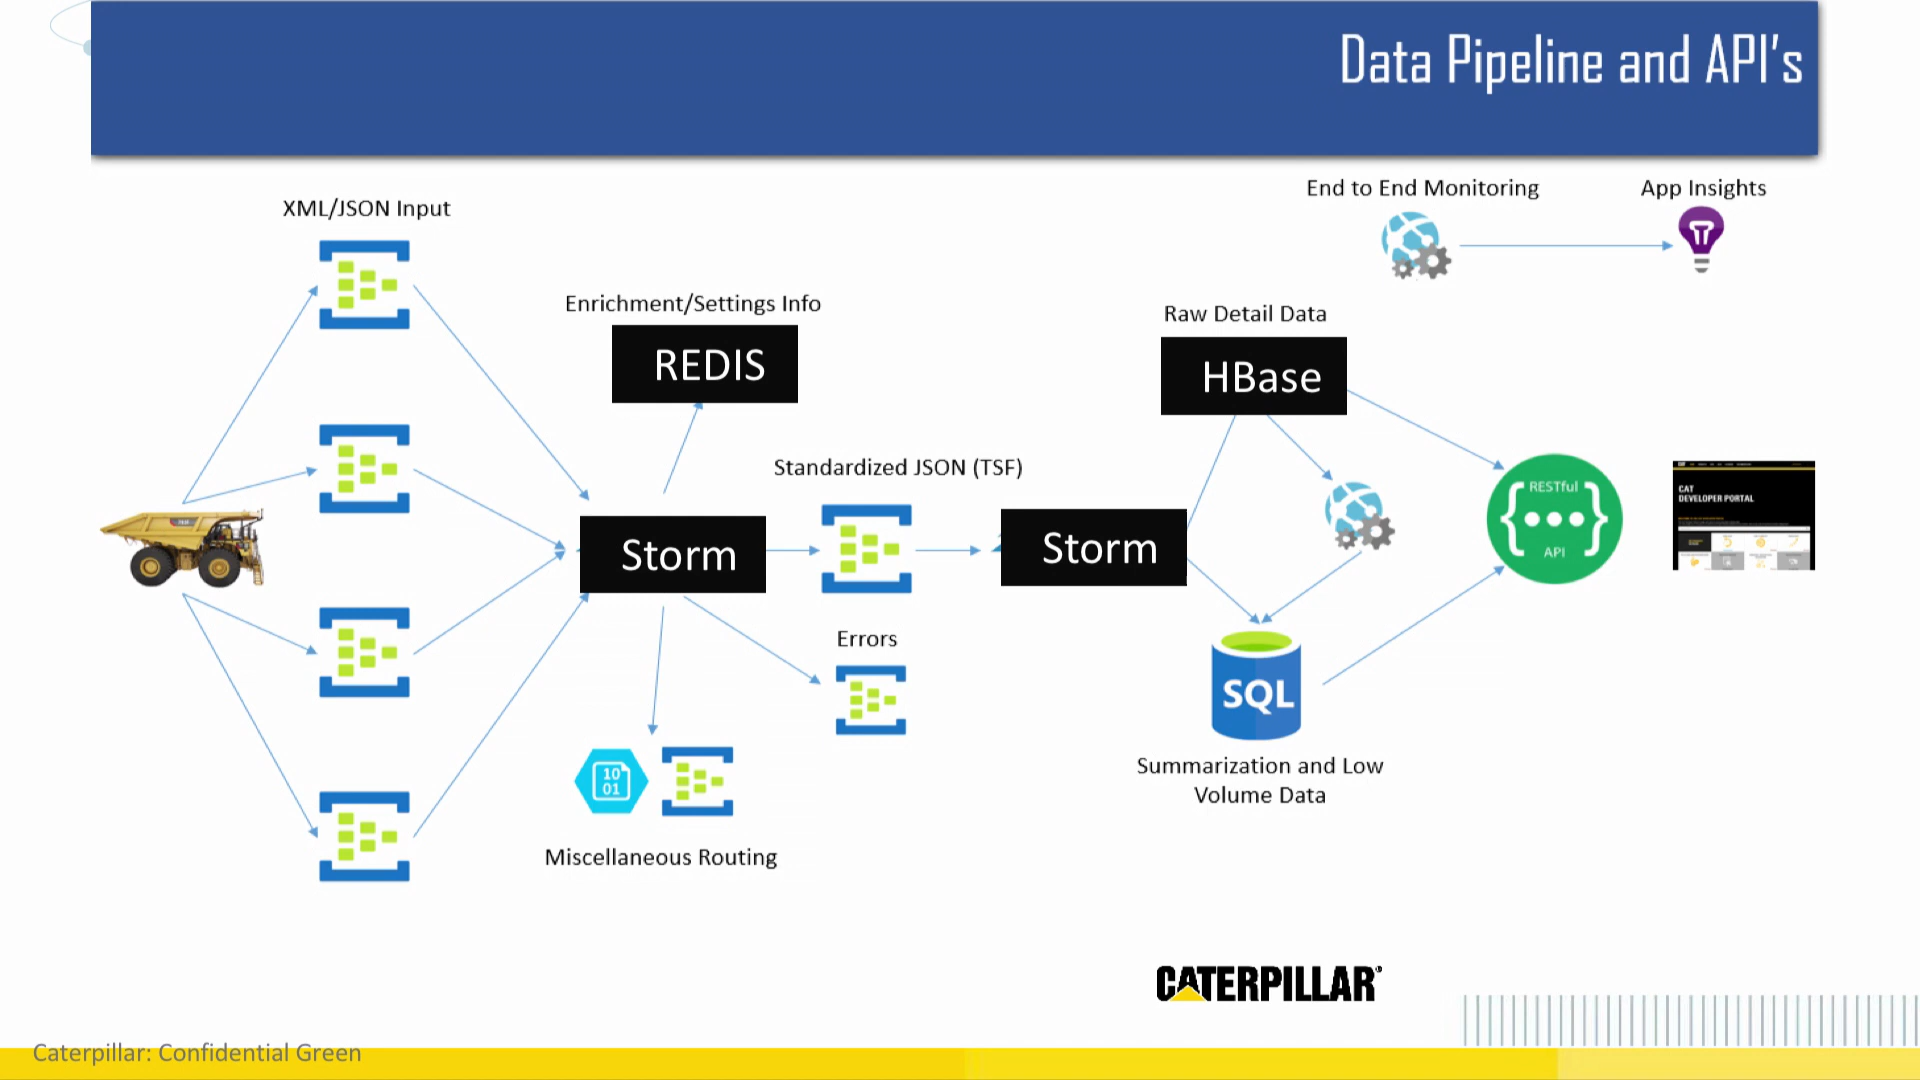 Data Pipeline and API's
End to End Monitoring
App Insights
XML/JSON Input
Enrichment/Settings Info
REDIS
Raw Detail Data
HBase
Standardized JSON (TSF)
Storm
Storm
RESTful
API
CAT
DEVELOPER PORTAL
Errors
SQL
10
01
Summarization and Low
Volume Data
Miscellaneous Routing
CATERPILLAR®
Caterpillar: Confidential Green